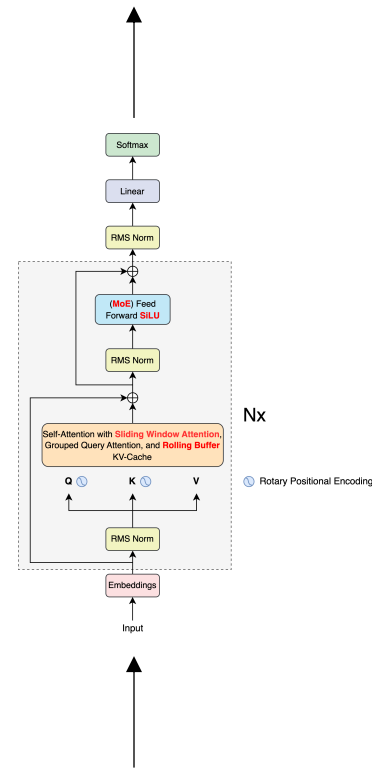 Softmax
Linear
RMS Norm
(MoE) Feed
Forward SiLU
RMS Norm
Nx
Self-Attention with Sliding Window Attention,
Grouped Query Attention, and Rolling Buffer
KV-Cache
Q K V
Rotary Positional Encoding
RMS Norm
Embeddings
Input